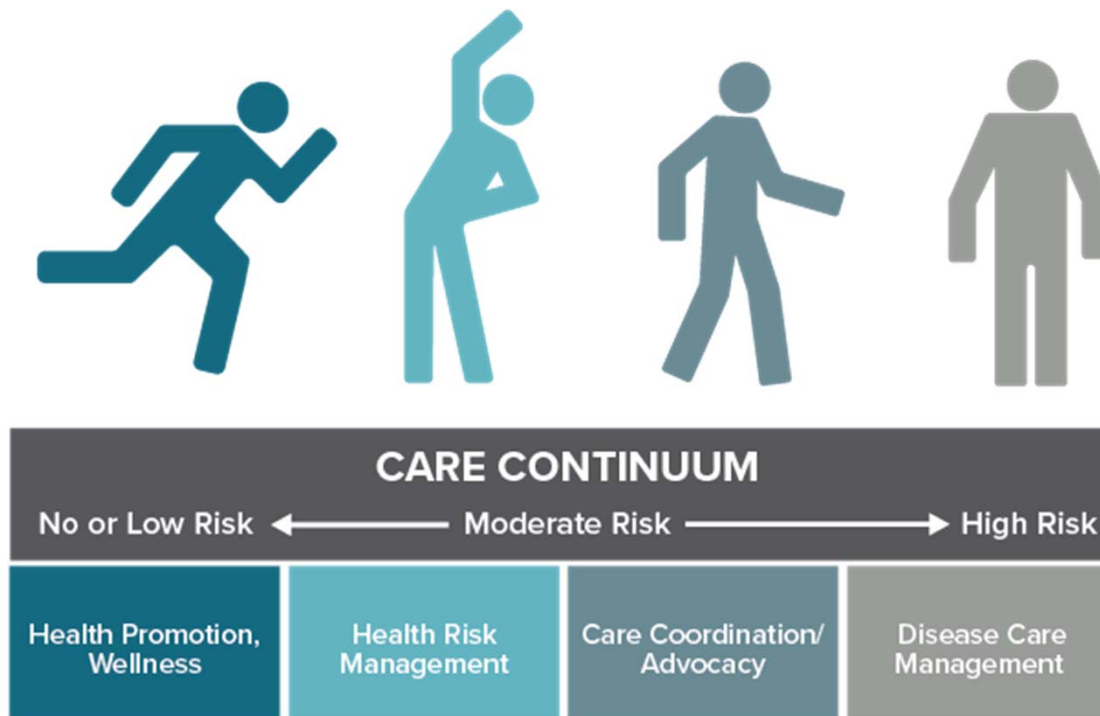 CARE CONTINUUM
No or Low Risk Moderate Risk High Risk
Health Promotion,
Wellness
Health Risk
Management
Care Coordination/
Advocacy
Disease Care
Management